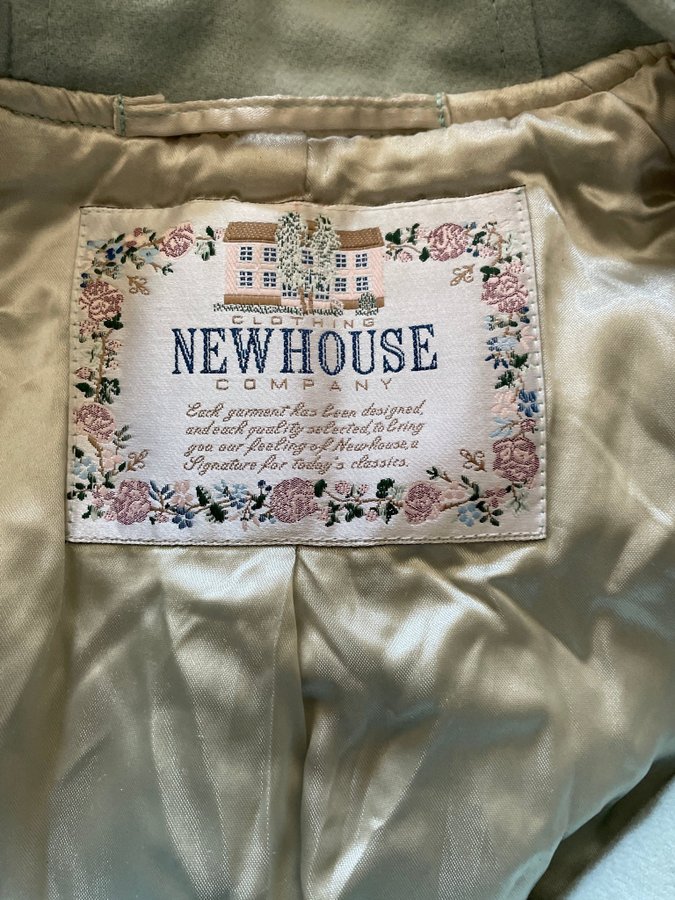 CLOTHING
NEWHOUSE
COMPANY
Each garment has been designed,
and each quality selected, to bring
you our feeling of Newhouse, a
Signature for today's classics.